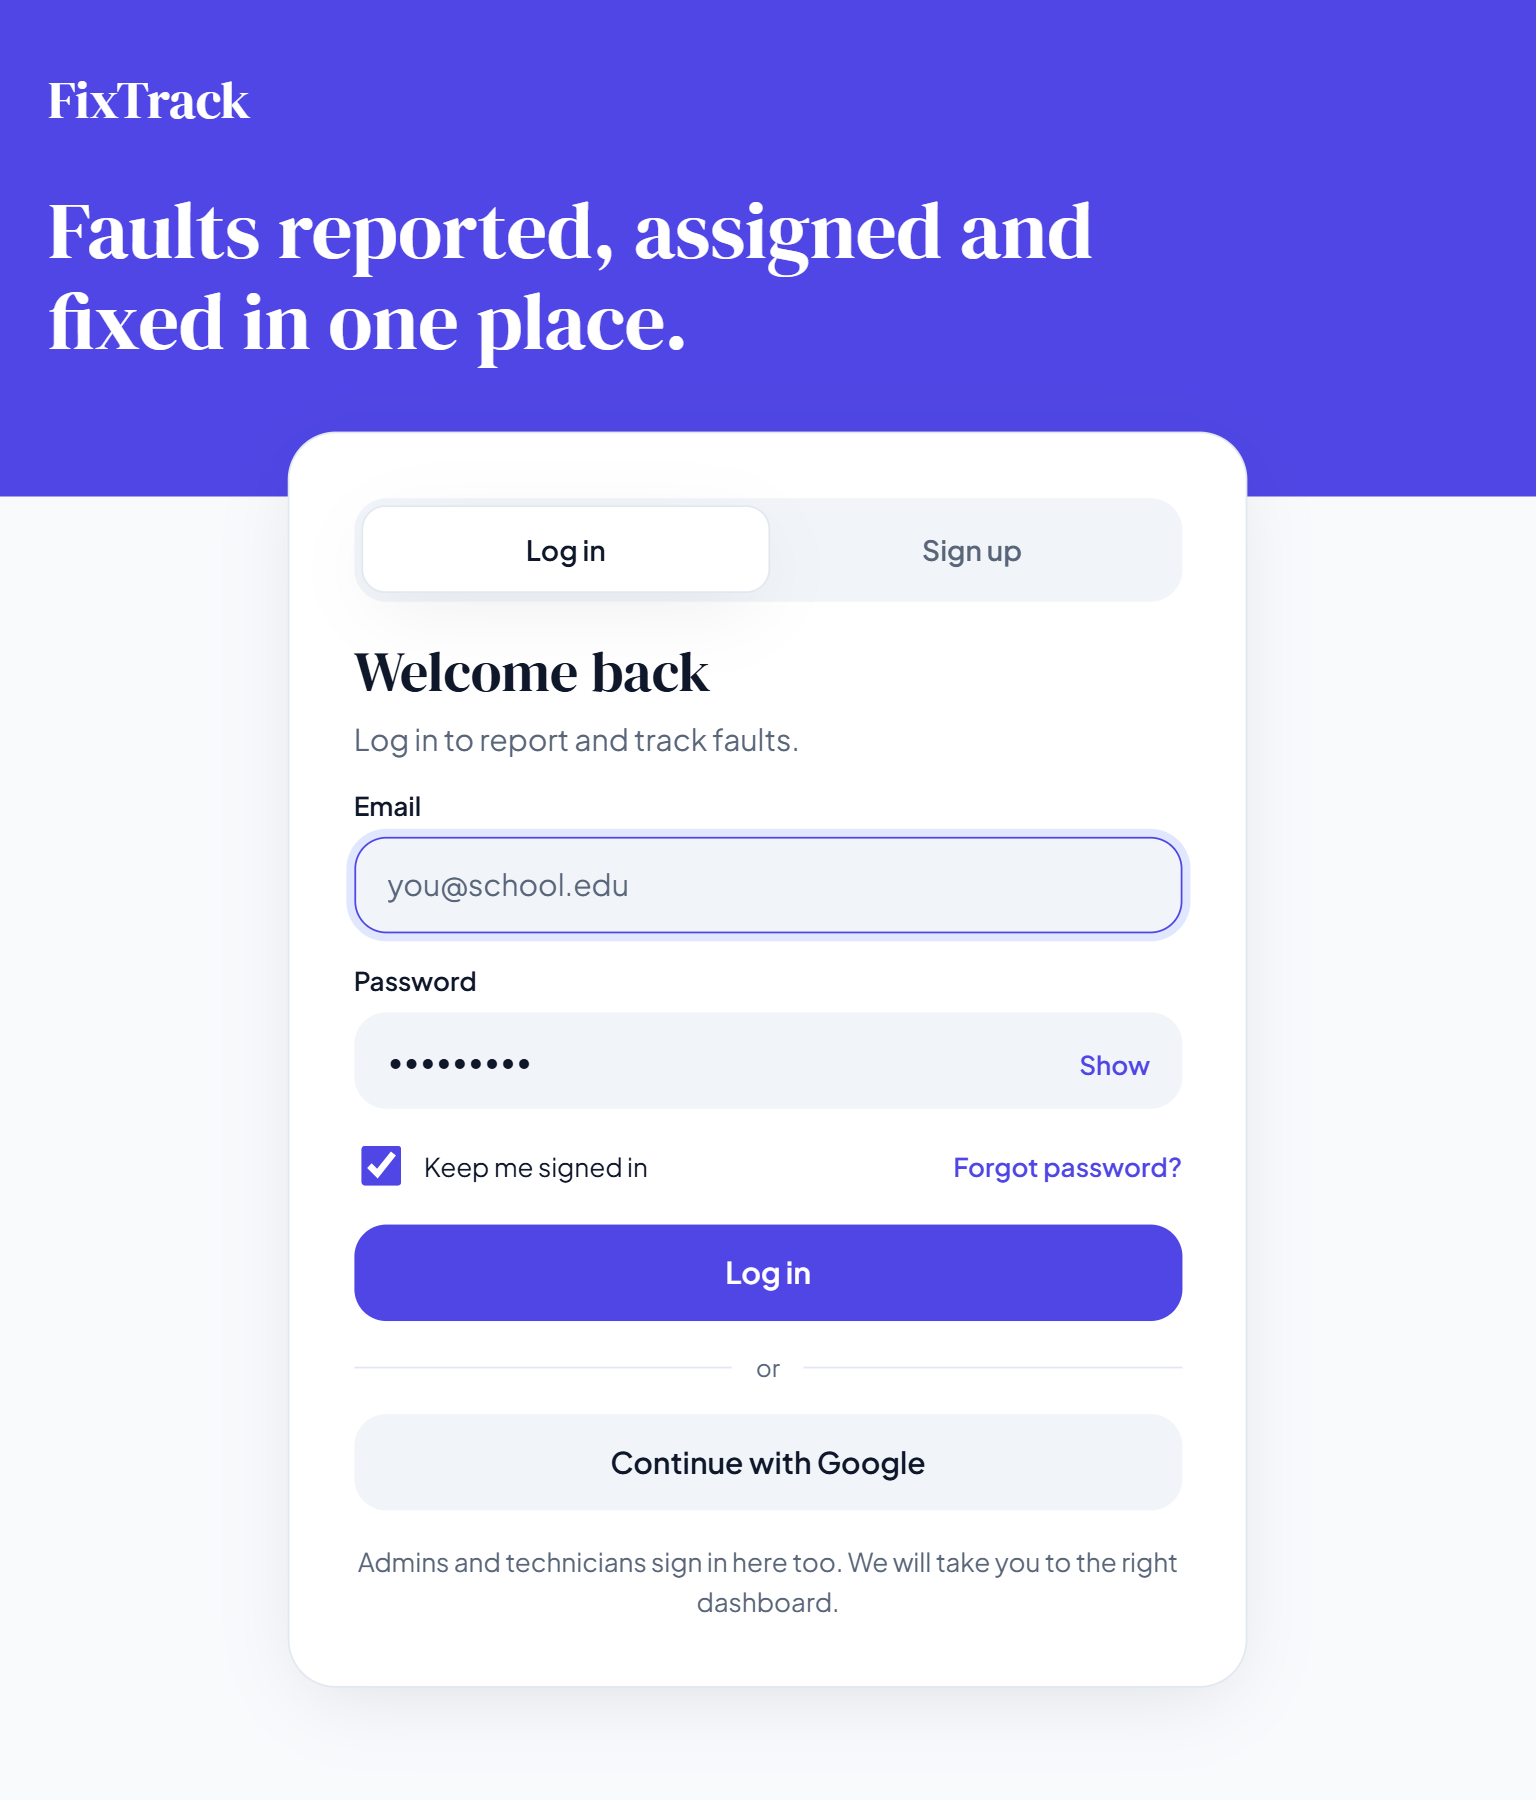 FixTrack
Faults reported, assigned and
fixed in one place.
Log in
Sign up
Welcome back
Log in to report and track faults.
Email
you@school.edu
Password
•••••••••
Show
Keep me signed in
Forgot password?
Log in
or
Continue with Google
Admins and technicians sign in here too. We will take you to the right
dashboard.